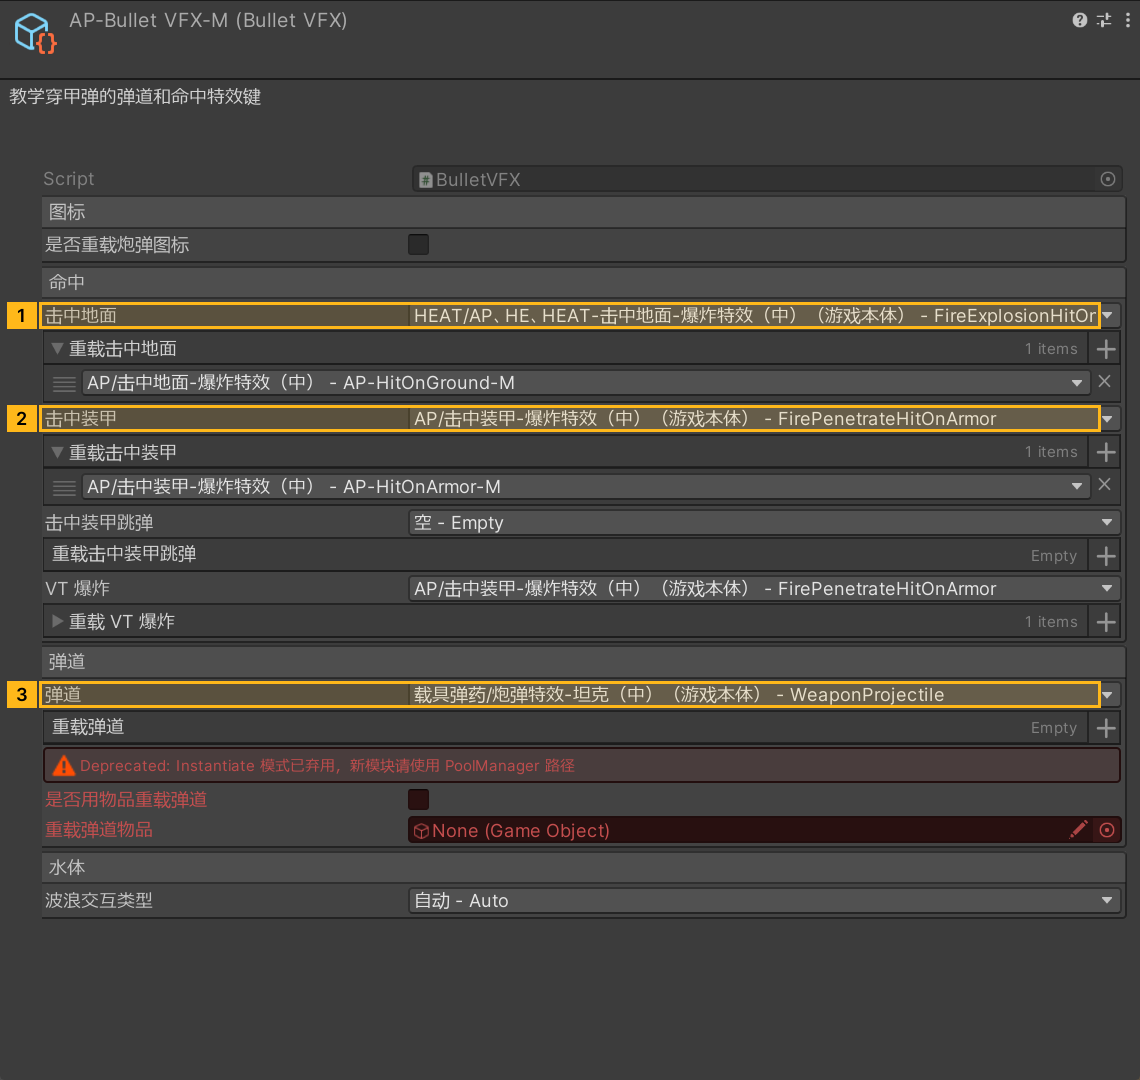 AP-Bullet VFX-M (Bullet VFX)
教学穿甲弹的弹道和命中特效键
Script # BulletVFX
图标
是否重载炮弹图标
命中
1 击中地面 HEAT/AP、HE、HEAT-击中地面-爆炸特效（中）（游戏本体） - FireExplosionHitOn
重载击中地面 1 items
AP/击中地面-爆炸特效（中） - AP-HitOnGround-M
2 击中装甲 AP/击中装甲-爆炸特效（中）（游戏本体） - FirePenetrateHitOnArmor
重载击中装甲 1 items
AP/击中装甲-爆炸特效（中） - AP-HitOnArmor-M
击中装甲跳弹 空 - Empty
重载击中装甲跳弹 Empty
VT 爆炸 AP/击中装甲-爆炸特效（中）（游戏本体） - FirePenetrateHitOnArmor
重载 VT 爆炸 1 items
弹道
3 弹道 载具弹药/炮弹特效-坦克（中）（游戏本体） - WeaponProjectile
重载弹道 Empty
Deprecated: Instantiate 模式已弃用，新模块请使用 PoolManager 路径
是否用物品重载弹道
重载弹道物品 None (Game Object)
水体
波浪交互类型 自动 - Auto